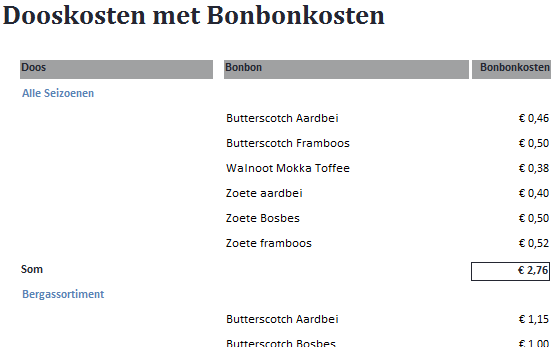 Dooskosten met Bonbonkosten
Doos Bonbon Bonbonkosten
Alle Seizoenen
Butterscotch Aardbei € 0,46
Butterscotch Framboos € 0,50
Walnoot Mokka Toffee € 0,38
Zoete aardbei € 0,40
Zoete Bosbes € 0,50
Zoete framboos € 0,52
Som € 2,76
Bergassortiment
Butterscotch Aardbei € 1,15
Butterscotch Bosbes € 1,00